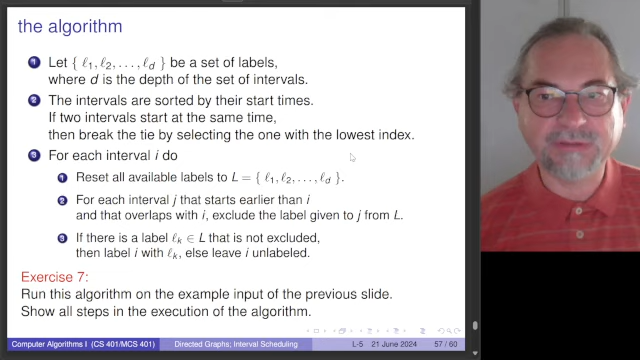 the algorithm
1 Let { ℓ1, ℓ2, . . . , ℓd } be a set of labels,
where d is the depth of the set of intervals.
2 The intervals are sorted by their start times.
If two intervals start at the same time,
then break the tie by selecting the one with the lowest index.
3 For each interval i do
1 Reset all available labels to L = { ℓ1, ℓ2, . . . , ℓd }.
2 For each interval j that starts earlier than i
and that overlaps with i, exclude the label given to j from L.
3 If there is a label ℓk ∈ L that is not excluded,
then label i with ℓk, else leave i unlabeled.
Exercise 7:
Run this algorithm on the example input of the previous slide.
Show all steps in the execution of the algorithm.
Computer Algorithms I (CS 401/MCS 401) Directed Graphs; Interval Scheduling L-5 21 June 2024 57 / 60